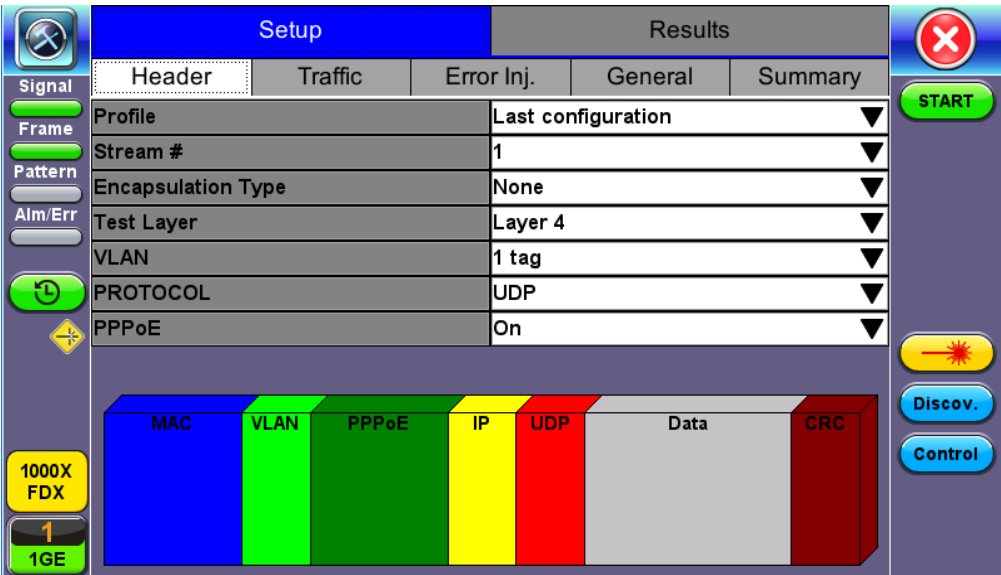 Setup Results
Header Traffic Error Inj. General Summary
Signal
Frame
Pattern
Alm/Err
Profile Last configuration
Stream # 1
Encapsulation Type None
Test Layer Layer 4
VLAN 1 tag
PROTOCOL UDP
PPPoE On
MAC VLAN PPPoE IP UDP Data CRC
1000X
FDX
1
1GE
START
Discov.
Control